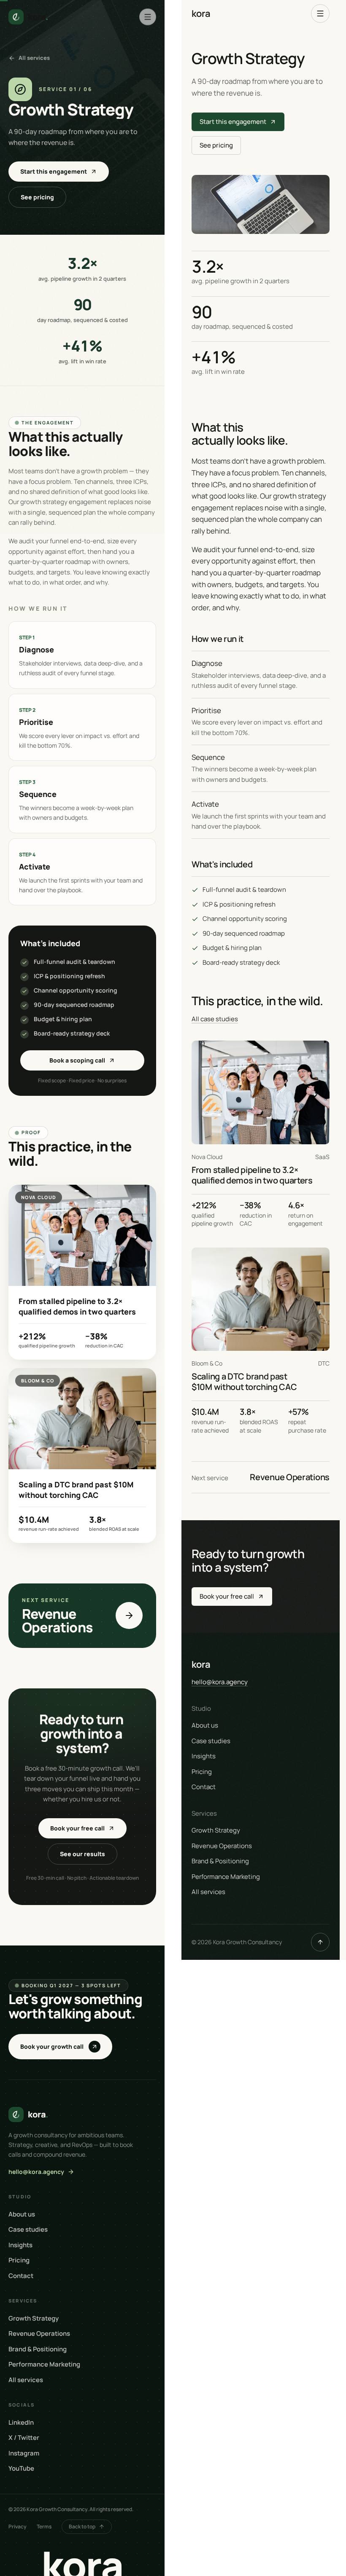 All services
SERVICE 01 / 06
Growth Strategy
A 90-day roadmap from where you are to
where the revenue is.
Start this engagement
See pricing
3.2×
avg. pipeline growth in 2 quarters
90
day roadmap, sequenced & costed
+41%
avg. lift in win rate
THE ENGAGEMENT
What this actually
looks like.
Most teams don't have a growth problem — they
have a focus problem. Ten channels, three ICPs,
and no shared definition of what good looks like.
Our growth strategy engagement replaces noise
with a single, sequenced plan the whole company
can rally behind.
We audit your funnel end-to-end, size every
opportunity against effort, then hand you a
quarter-by-quarter roadmap with owners,
budgets, and targets. You leave knowing exactly
what to do, in what order, and why.
HOW WE RUN IT
STEP 1
Diagnose
Stakeholder interviews, data deep-dive, and a
ruthless audit of every funnel stage.
STEP 2
Prioritise
We score every lever on impact vs. effort and
kill the bottom 70%.
STEP 3
Sequence
The winners become a week-by-week plan
with owners and budgets.
STEP 4
Activate
We launch the first sprints with your team and
hand over the playbook.
What's included
Full-funnel audit & teardown
ICP & positioning refresh
Channel opportunity scoring
90-day sequenced roadmap
Budget & hiring plan
Board-ready strategy deck
Book a scoping call
Fixed scope · Fixed price · No surprises
PROOF
This practice, in the
wild.
NOVA CLOUD
From stalled pipeline to 3.2×
qualified demos in two quarters
+212%
qualified pipeline growth
−38%
reduction in CAC
BLOOM & CO
Scaling a DTC brand past $10M
without torching CAC
$10.4M
revenue run-rate achieved
3.8×
blended ROAS at scale
NEXT SERVICE
Revenue
Operations
Ready to turn
growth into a
system?
Book a free 30-minute growth call. We'll
tear down your funnel live and hand you
three moves you can ship this month —
whether you hire us or not.
Book your free call
See our results
Free 30-min call · No pitch · Actionable teardown
BOOKING Q1 2027 — 3 SPOTS LEFT
Let's grow something
worth talking about.
Book your growth call
kora.
A growth consultancy for ambitious teams.
Strategy, creative, and RevOps — built to book
calls and compound revenue.
hello@kora.agency
STUDIO
About us
Case studies
Insights
Pricing
Contact
SERVICES
Growth Strategy
Revenue Operations
Brand & Positioning
Performance Marketing
All services
SOCIALS
LinkedIn
X / Twitter
Instagram
YouTube
© 2026 Kora Growth Consultancy. All rights reserved.
Privacy
Terms
Back to top
kora
kora
Growth Strategy
A 90-day roadmap from where you are to
where the revenue is.
Start this engagement
See pricing
3.2×
avg. pipeline growth in 2 quarters
90
day roadmap, sequenced & costed
+41%
avg. lift in win rate
What this
actually looks like.
Most teams don't have a growth problem.
They have a focus problem. Ten channels,
three ICPs, and no shared definition of
what good looks like. Our growth strategy
engagement replaces noise with a single,
sequenced plan the whole company can
rally behind.
We audit your funnel end-to-end, size
every opportunity against effort, then
hand you a quarter-by-quarter roadmap
with owners, budgets, and targets. You
leave knowing exactly what to do, in what
order, and why.
How we run it
Diagnose
Stakeholder interviews, data deep-dive, and a
ruthless audit of every funnel stage.
Prioritise
We score every lever on impact vs. effort and
kill the bottom 70%.
Sequence
The winners become a week-by-week plan
with owners and budgets.
Activate
We launch the first sprints with your team and
hand over the playbook.
What's included
Full-funnel audit & teardown
ICP & positioning refresh
Channel opportunity scoring
90-day sequenced roadmap
Budget & hiring plan
Board-ready strategy deck
This practice, in the wild.
All case studies
Nova Cloud
SaaS
From stalled pipeline to 3.2×
qualified demos in two quarters
+212%
qualified
pipeline growth
−38%
reduction in
CAC
4.6×
return on
engagement
Bloom & Co
DTC
Scaling a DTC brand past
$10M without torching CAC
$10.4M
revenue run-
rate achieved
3.8×
blended ROAS
at scale
+57%
repeat
purchase rate
Next service
Revenue Operations
Ready to turn growth
into a system?
Book your free call
kora
hello@kora.agency
Studio
About us
Case studies
Insights
Pricing
Contact
Services
Growth Strategy
Revenue Operations
Brand & Positioning
Performance Marketing
All services
© 2026 Kora Growth Consultancy